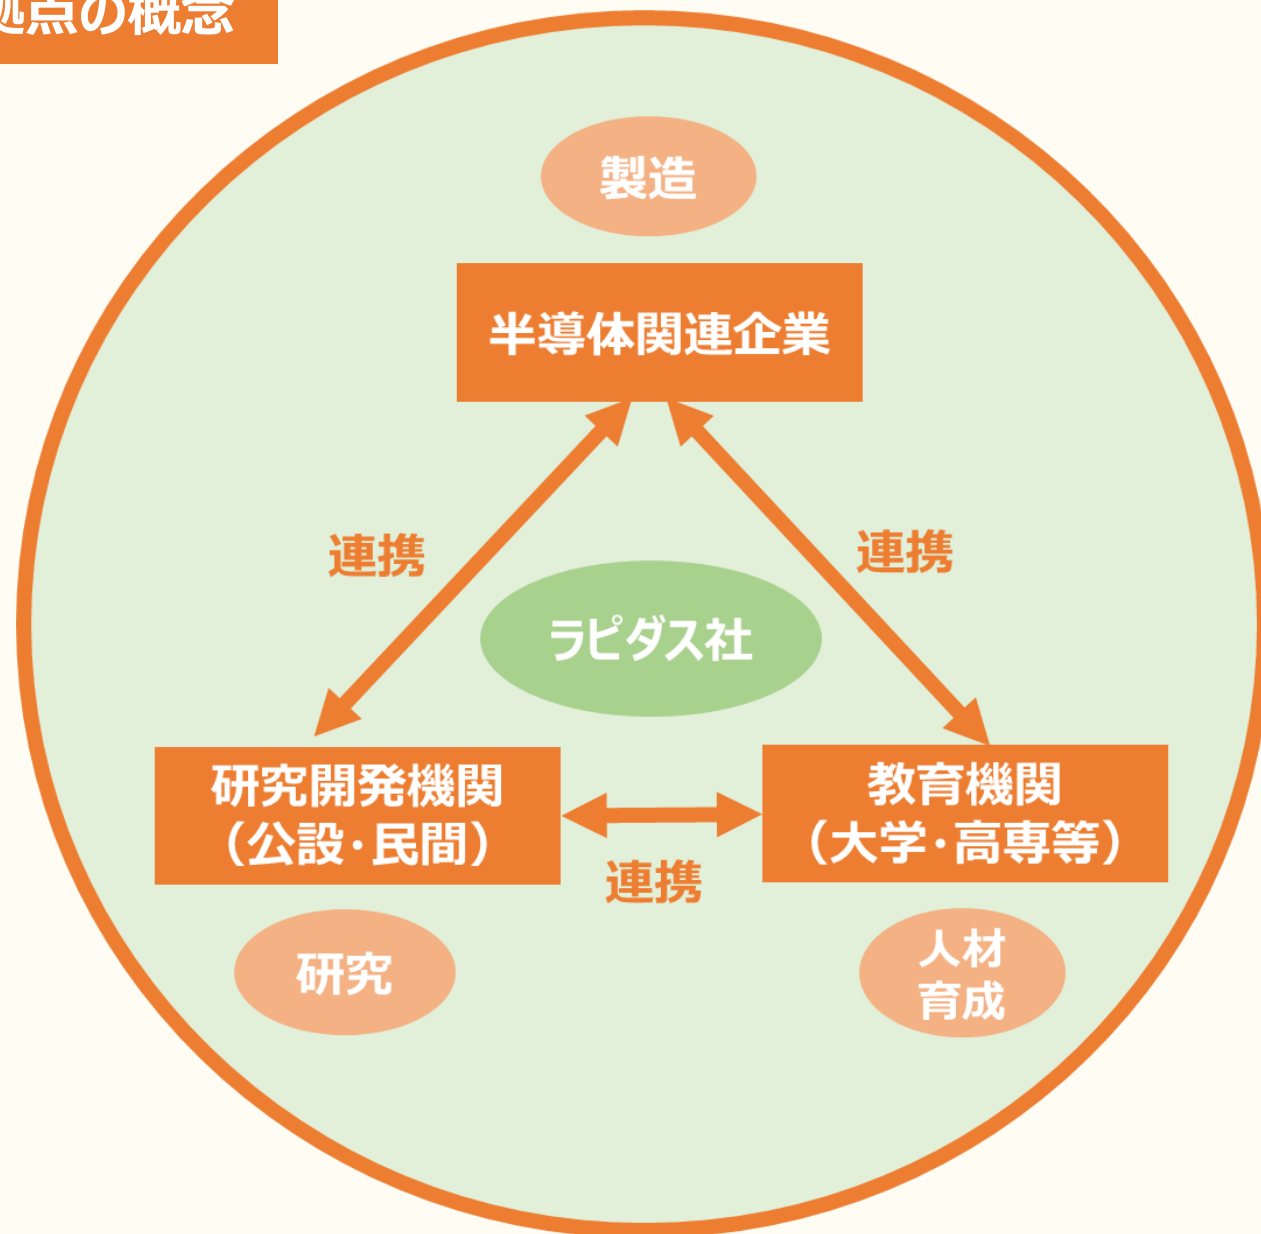 拠点の概念
製造
半導体関連企業
連携
連携
ラピダス社
研究開発機関
（公設・民間）
教育機関
（大学・高専等）
連携
研究
人材
育成